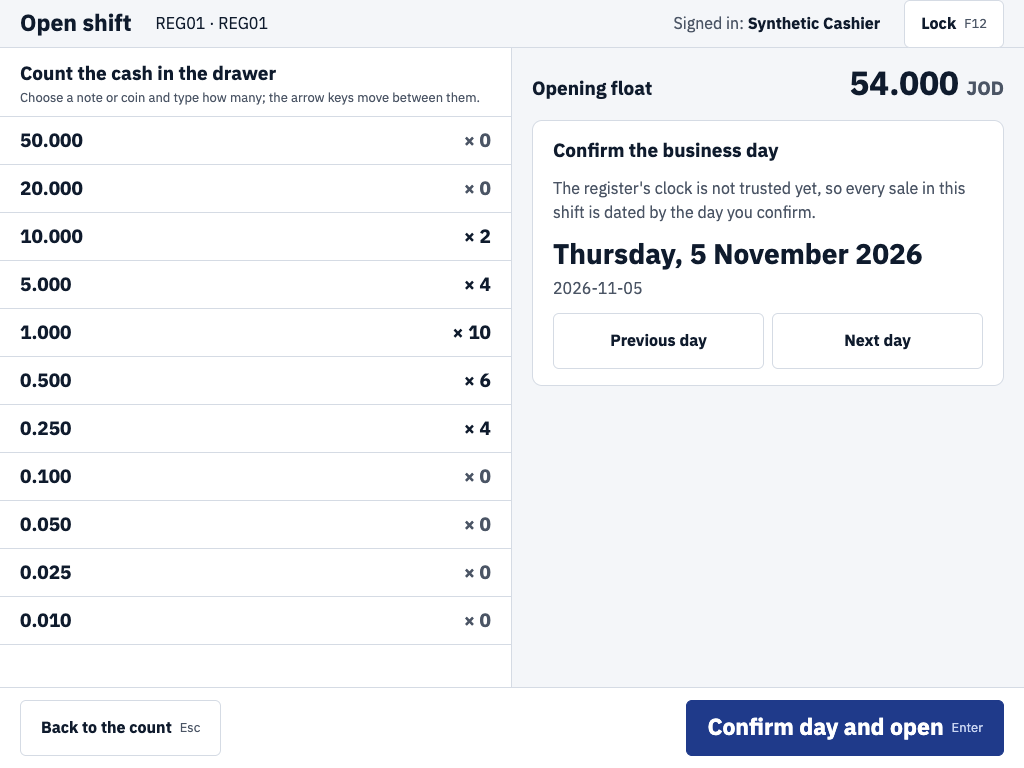 Open shift REG01 · REG01 Signed in: Synthetic Cashier Lock F12
Count the cash in the drawer
Choose a note or coin and type how many; the arrow keys move between them.
50.000 × 0
20.000 × 0
10.000 × 2
5.000 × 4
1.000 × 10
0.500 × 6
0.250 × 4
0.100 × 0
0.050 × 0
0.025 × 0
0.010 × 0
Opening float 54.000 JOD
Confirm the business day
The register's clock is not trusted yet, so every sale in this
shift is dated by the day you confirm.
Thursday, 5 November 2026
2026-11-05
Previous day Next day
Back to the count Esc Confirm day and open Enter